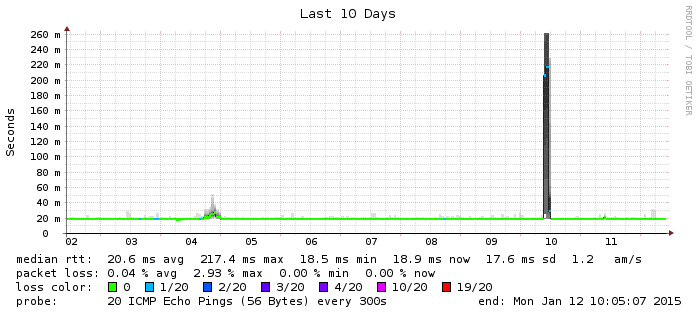 Last 10 Days
RRDTOOL / TOBI OETIKER
Seconds
260 m
240 m
220 m
200 m
180 m
160 m
140 m
120 m
100 m
80 m
60 m
40 m
20 m
0
02 03 04 05 06 07 08 09 10 11
median rtt: 20.6 ms avg 217.4 ms max 18.5 ms min 18.9 ms now 17.6 ms sd 1.2 am/s
packet loss: 0.04 % avg 2.93 % max 0.00 % min 0.00 % now
loss color: 0 1/20 2/20 3/20 4/20 10/20 19/20
probe: 20 ICMP Echo Pings (56 Bytes) every 300s end: Mon Jan 12 10:05:07 2015